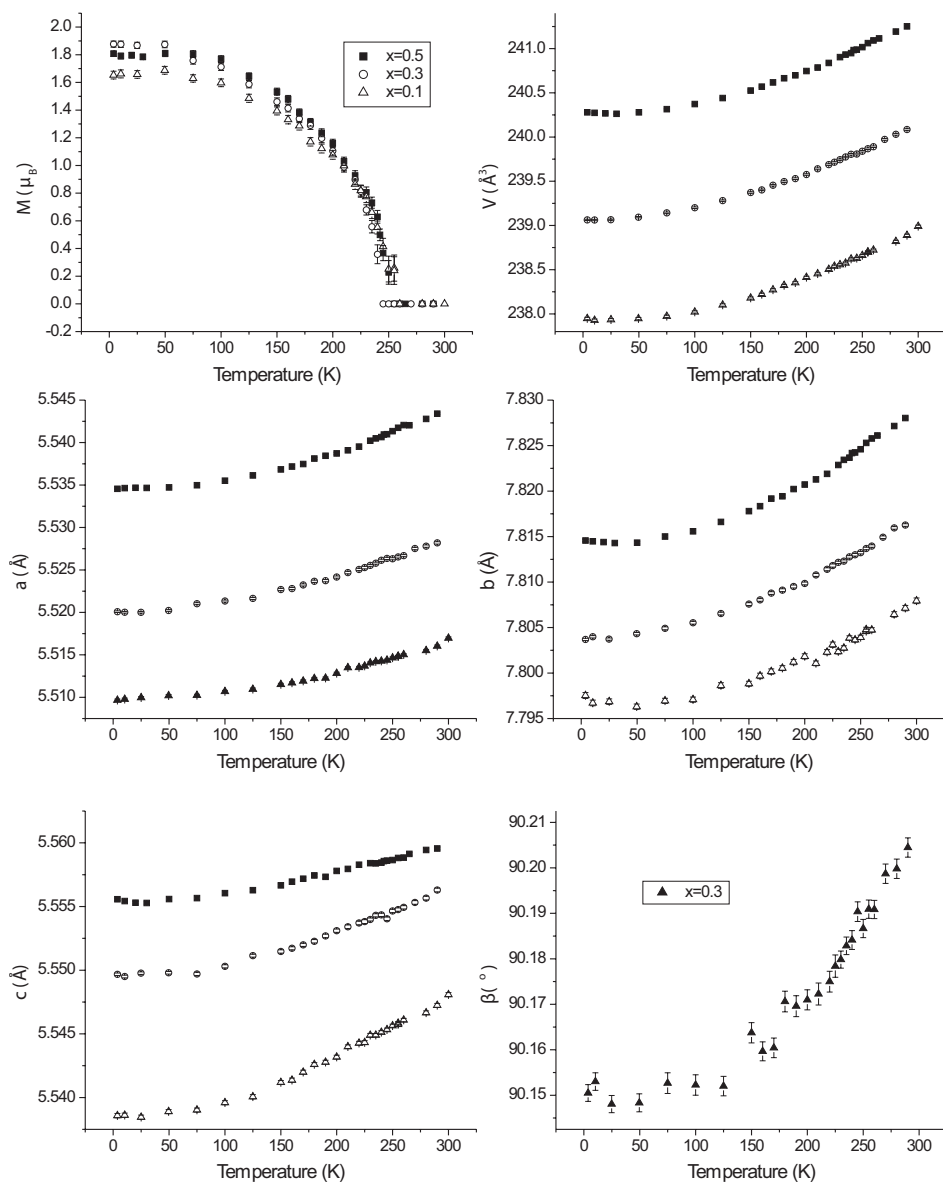 2.0
1.8
1.6
1.4
1.2
1.0
0.8
0.6
0.4
0.2
0.0
-0.2
M (μB)
x=0.5
x=0.3
x=0.1
0 50 100 150 200 250 300
Temperature (K)
241.0
240.5
240.0
239.5
239.0
238.5
238.0
V (Å³)
0 50 100 150 200 250 300
Temperature (K)
5.545
5.540
5.535
5.530
5.525
5.520
5.515
5.510
a (Å)
0 50 100 150 200 250 300
Temperature (K)
7.830
7.825
7.820
7.815
7.810
7.805
7.800
7.795
b (Å)
0 50 100 150 200 250 300
Temperature (K)
5.560
5.555
5.550
5.545
5.540
c (Å)
0 50 100 150 200 250 300
Temperature (K)
90.21
90.20
90.19
90.18
90.17
90.16
90.15
β(°)
x=0.3
0 50 100 150 200 250 300
Temperature (K)